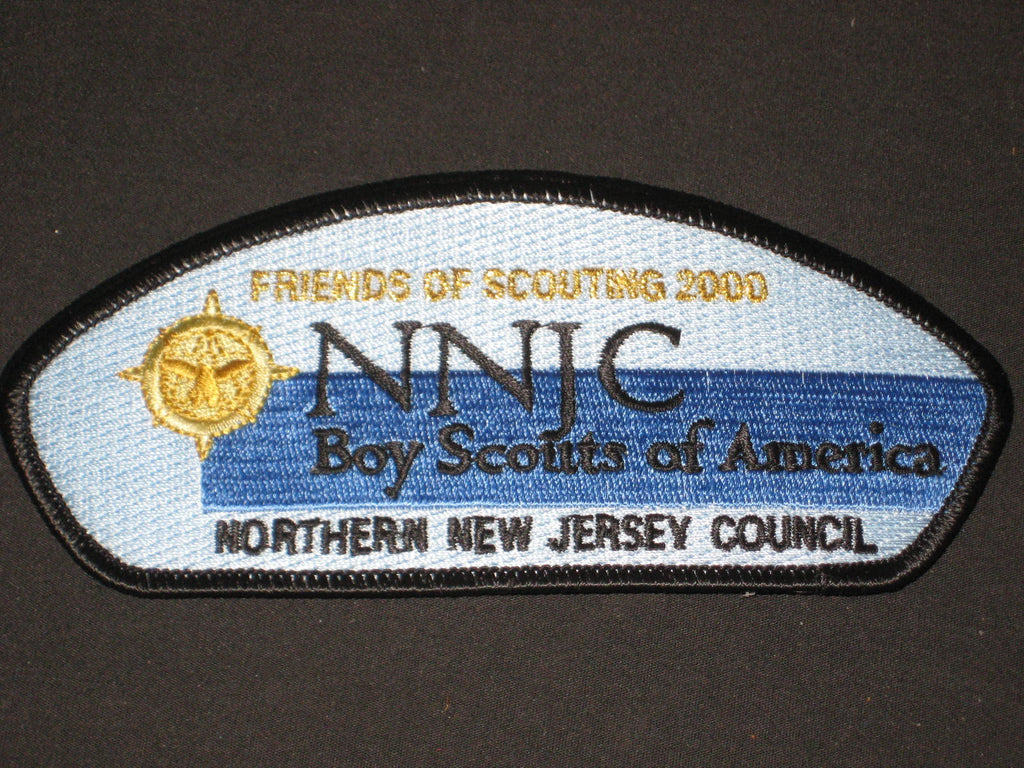 FRIENDS OF SCOUTING 2000
NNJC
Boy Scouts of America
NORTHERN NEW JERSEY COUNCIL